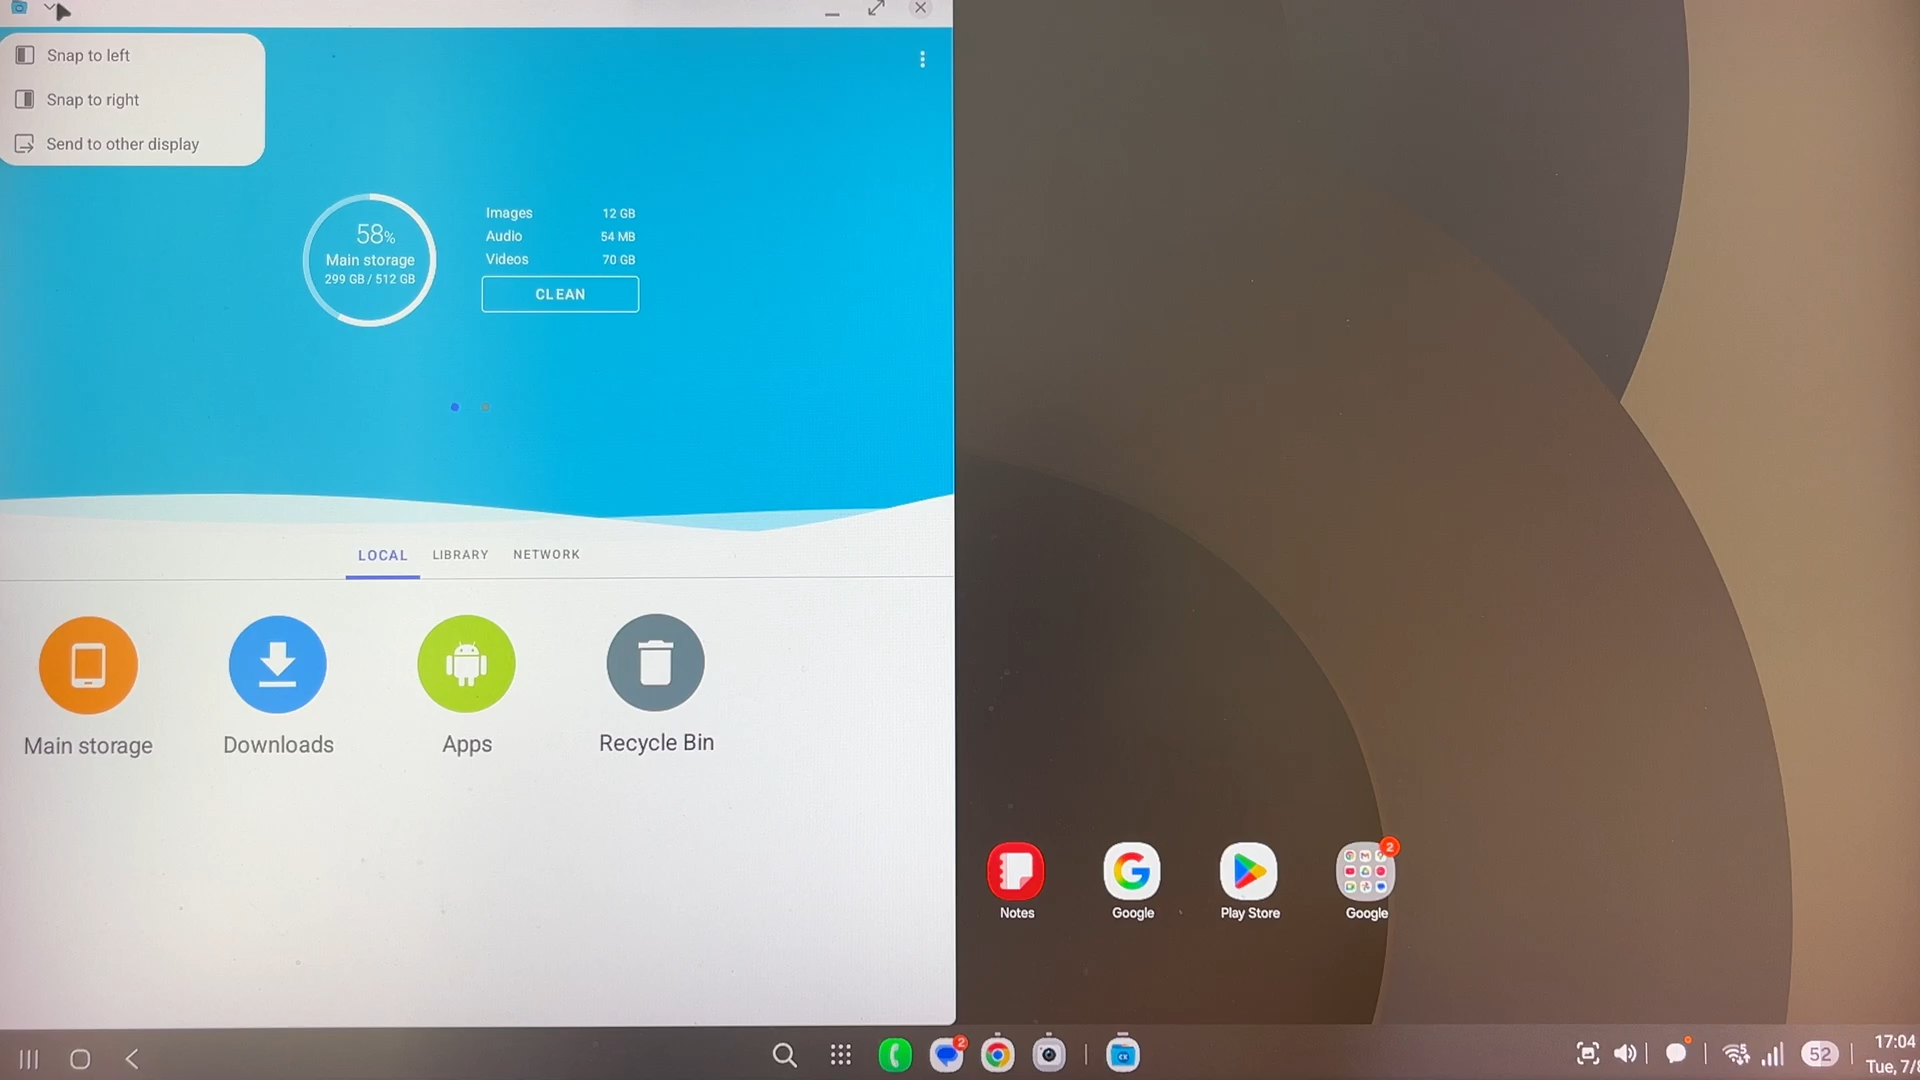 Snap to left
Snap to right
Send to other display
58%
Main storage
299 GB / 512 GB
Images 12 GB
Audio 54 MB
Videos 70 GB
CLEAN
LOCAL LIBRARY NETWORK
Main storage
Downloads
Apps
Recycle Bin
2
Notes
Google
Play Store
Google
2
52
17:04
Tue, 7/8